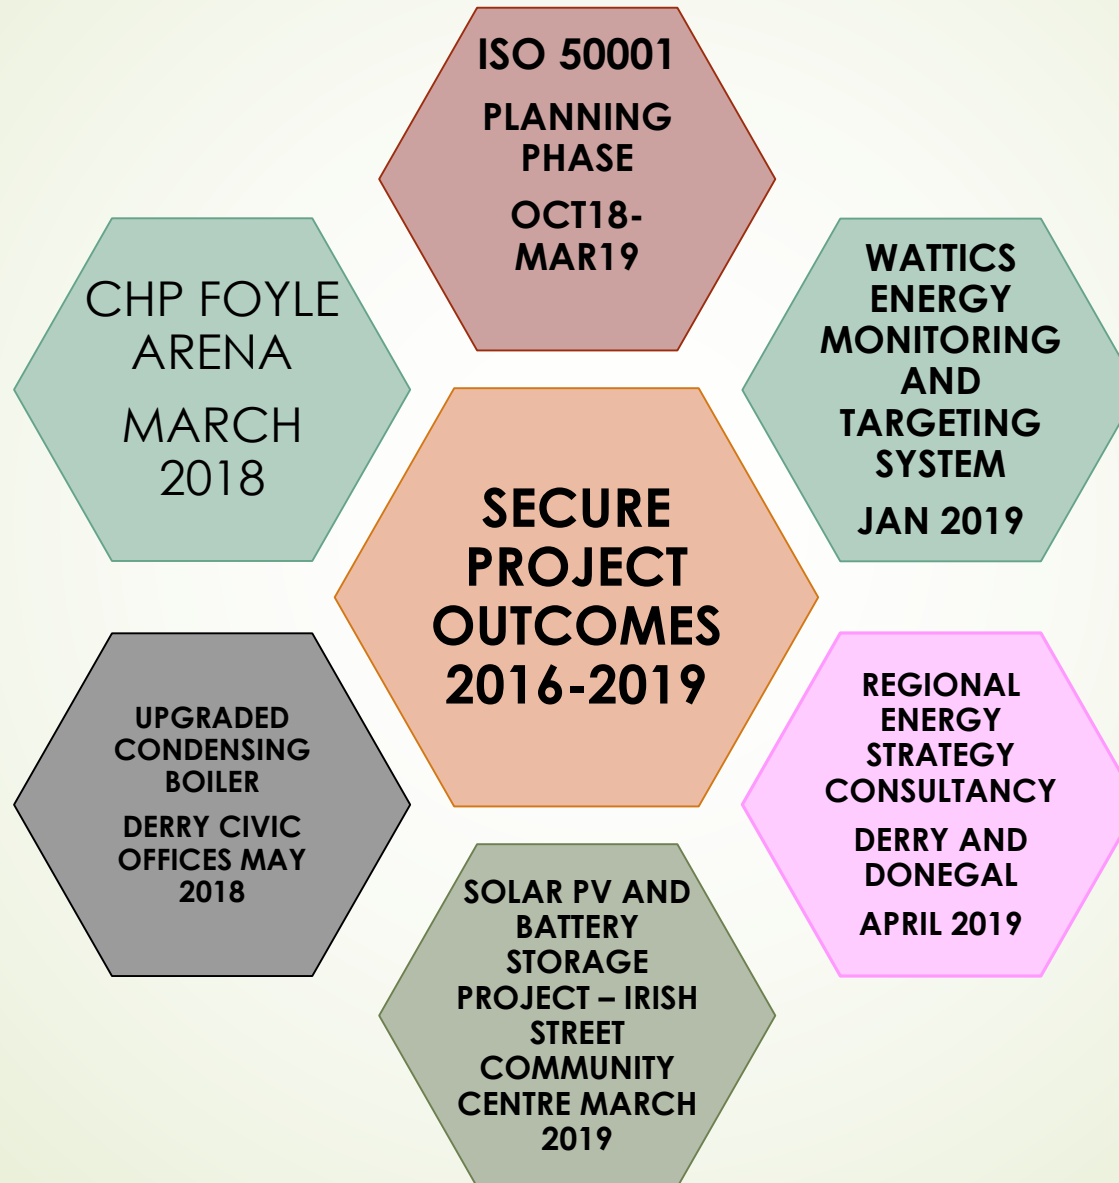 ISO 50001
PLANNING
PHASE
OCT18-
MAR19
CHP FOYLE
ARENA
MARCH
2018
WATTICS
ENERGY
MONITORING
AND
TARGETING
SYSTEM
JAN 2019
SECURE
PROJECT
OUTCOMES
2016-2019
UPGRADED
CONDENSING
BOILER
DERRY CIVIC
OFFICES MAY
2018
REGIONAL
ENERGY
STRATEGY
CONSULTANCY
DERRY AND
DONEGAL
APRIL 2019
SOLAR PV AND
BATTERY
STORAGE
PROJECT – IRISH
STREET
COMMUNITY
CENTRE MARCH
2019